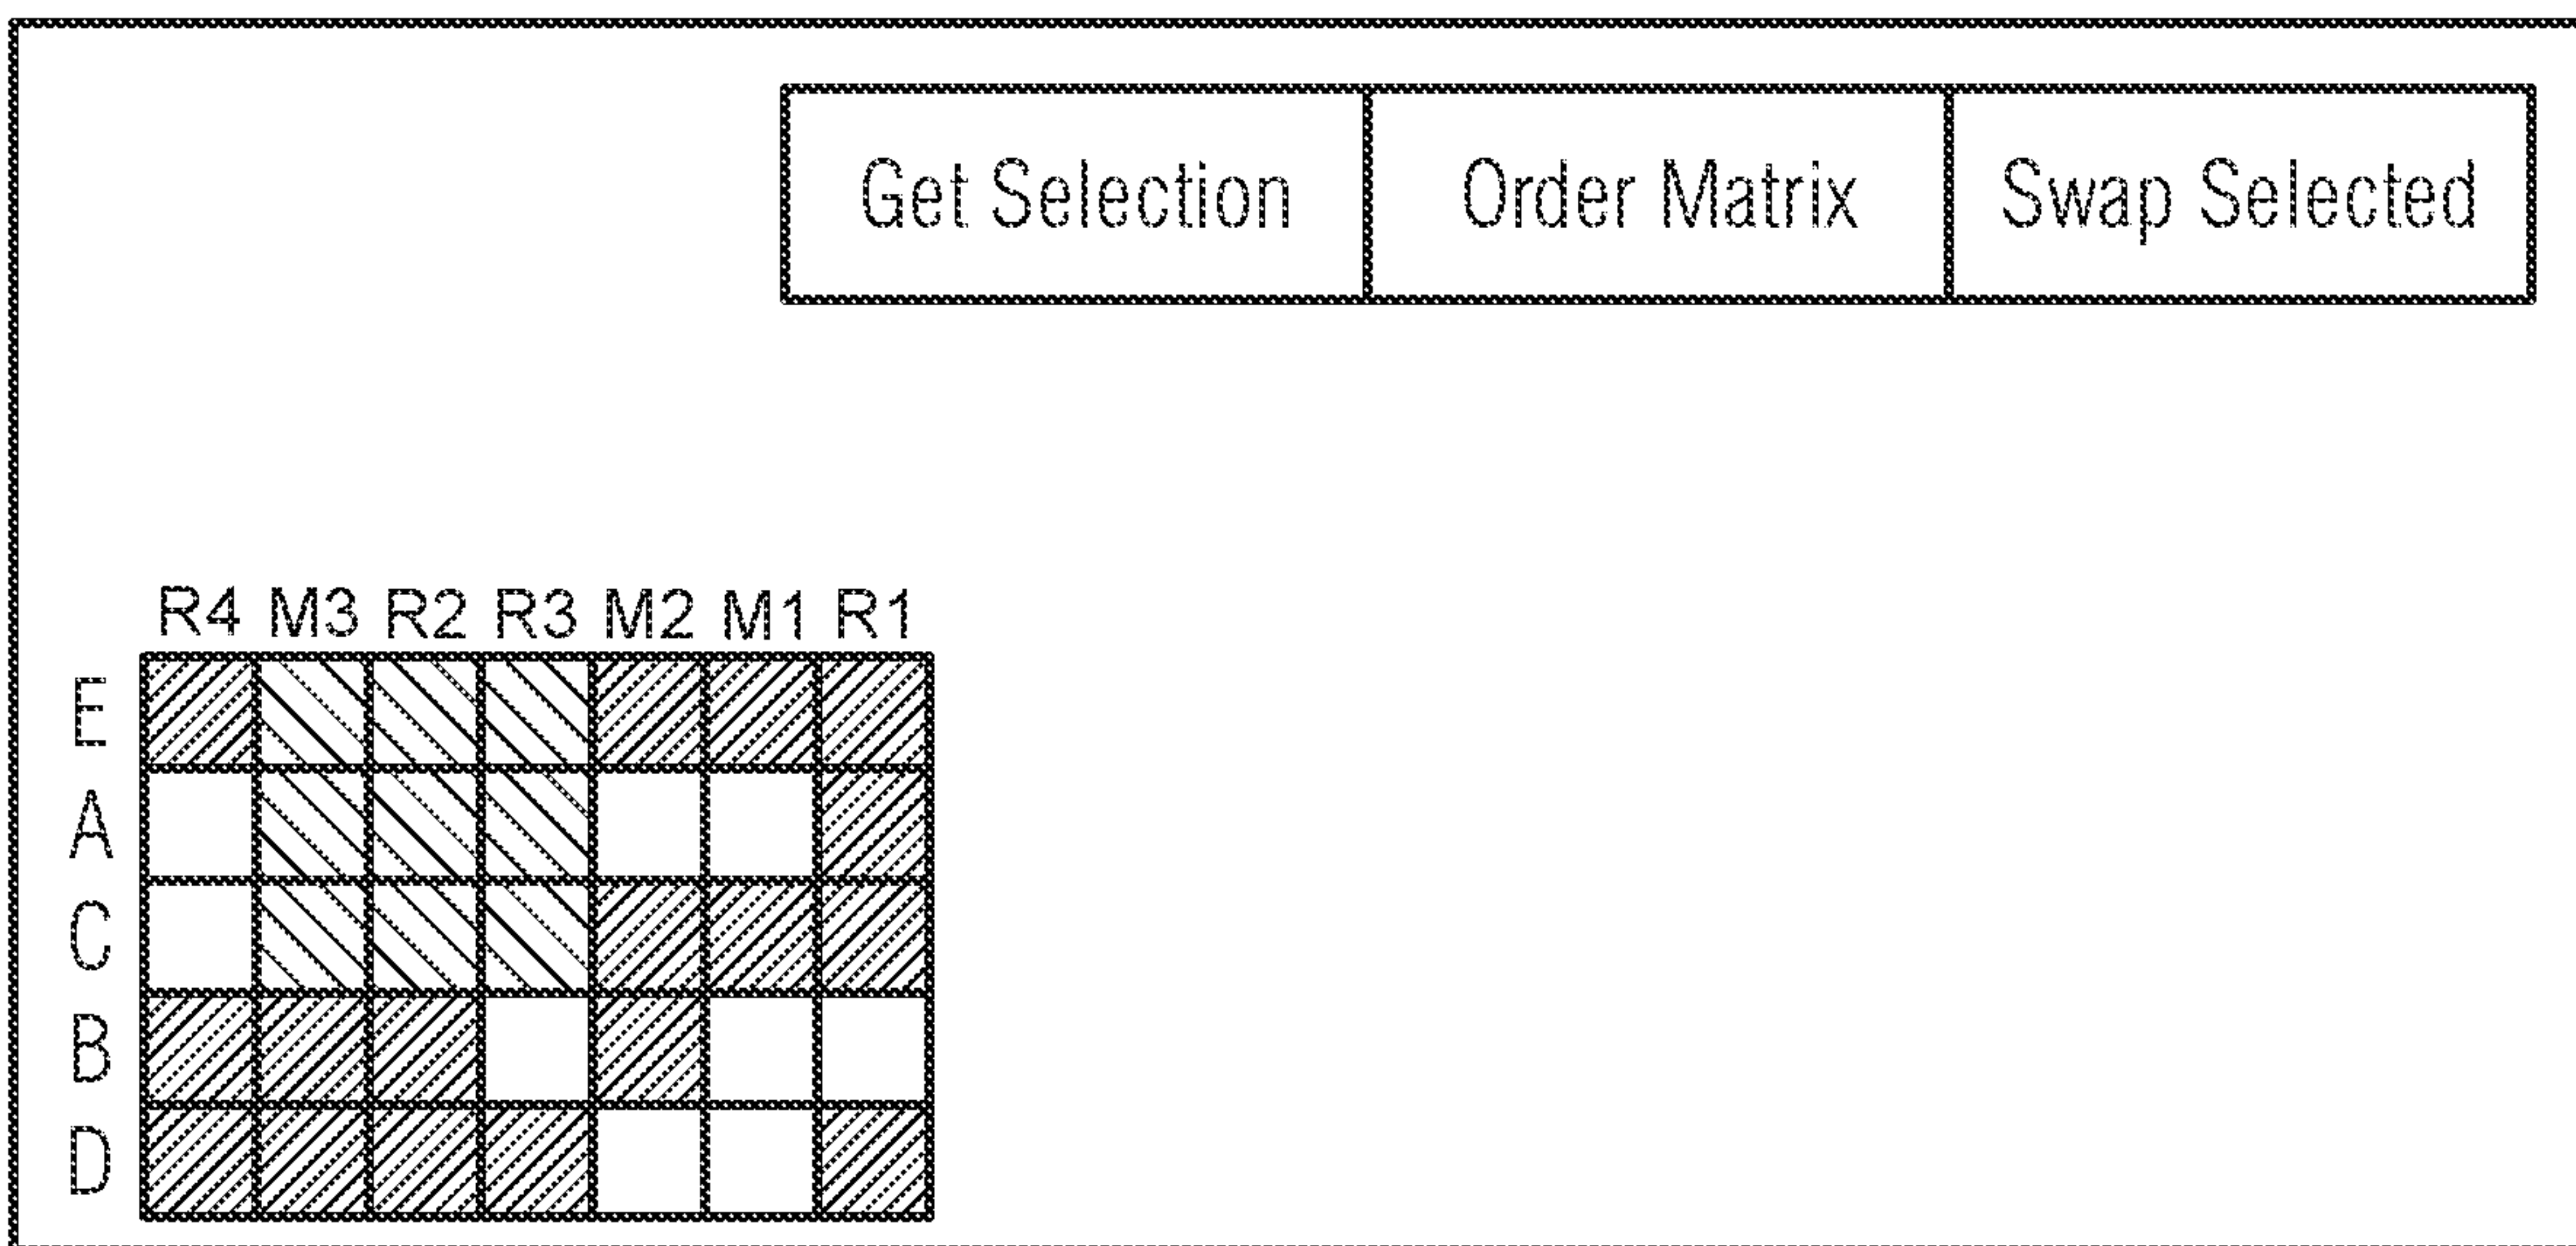 Get Selection Order Matrix Swap Selected
R4 M3 R2 R3 M2 M1 R1
E
A
C
B
D